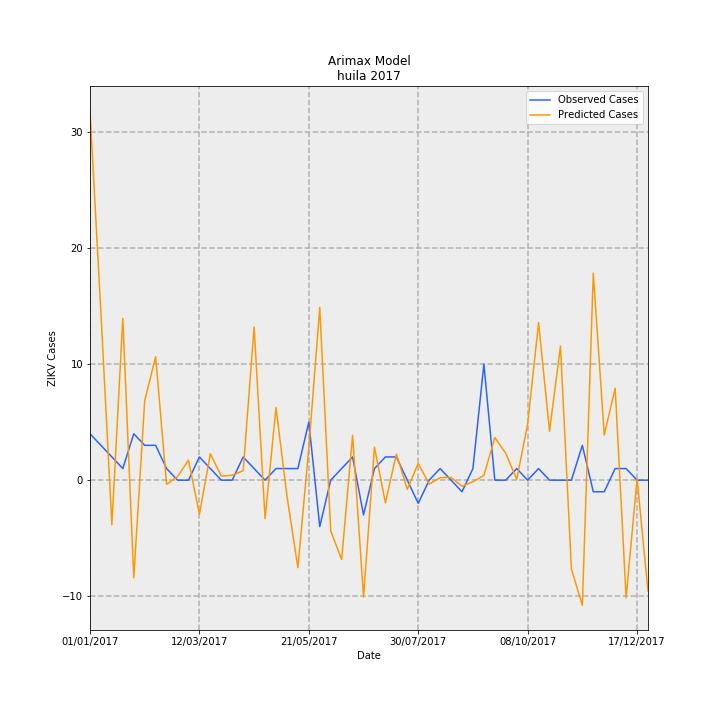 Arimax Model
huila 2017
Observed Cases
Predicted Cases
30
20
10
0
−10
ZIKV Cases
01/01/2017
12/03/2017
21/05/2017
30/07/2017
08/10/2017
17/12/2017
Date